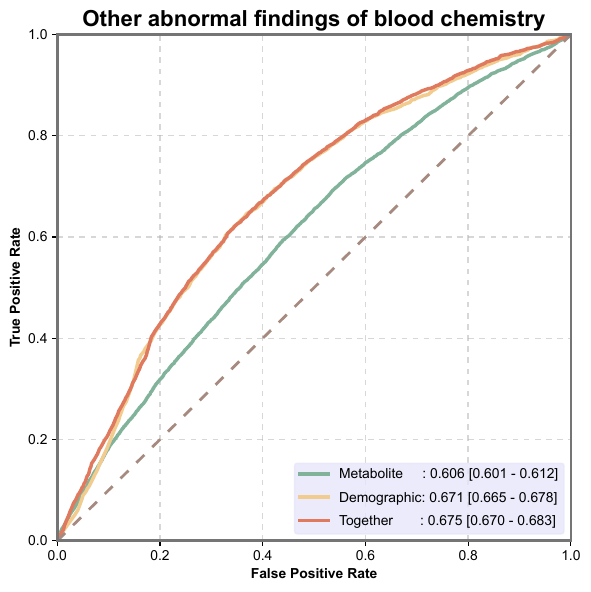 Other abnormal findings of blood chemistry
1.0
0.8
0.6
0.4
0.2
0.0
True Positive Rate
Metabolite : 0.606 [0.601 - 0.612]
Demographic: 0.671 [0.665 - 0.678]
Together : 0.675 [0.670 - 0.683]
0.0 0.2 0.4 0.6 0.8 1.0
False Positive Rate